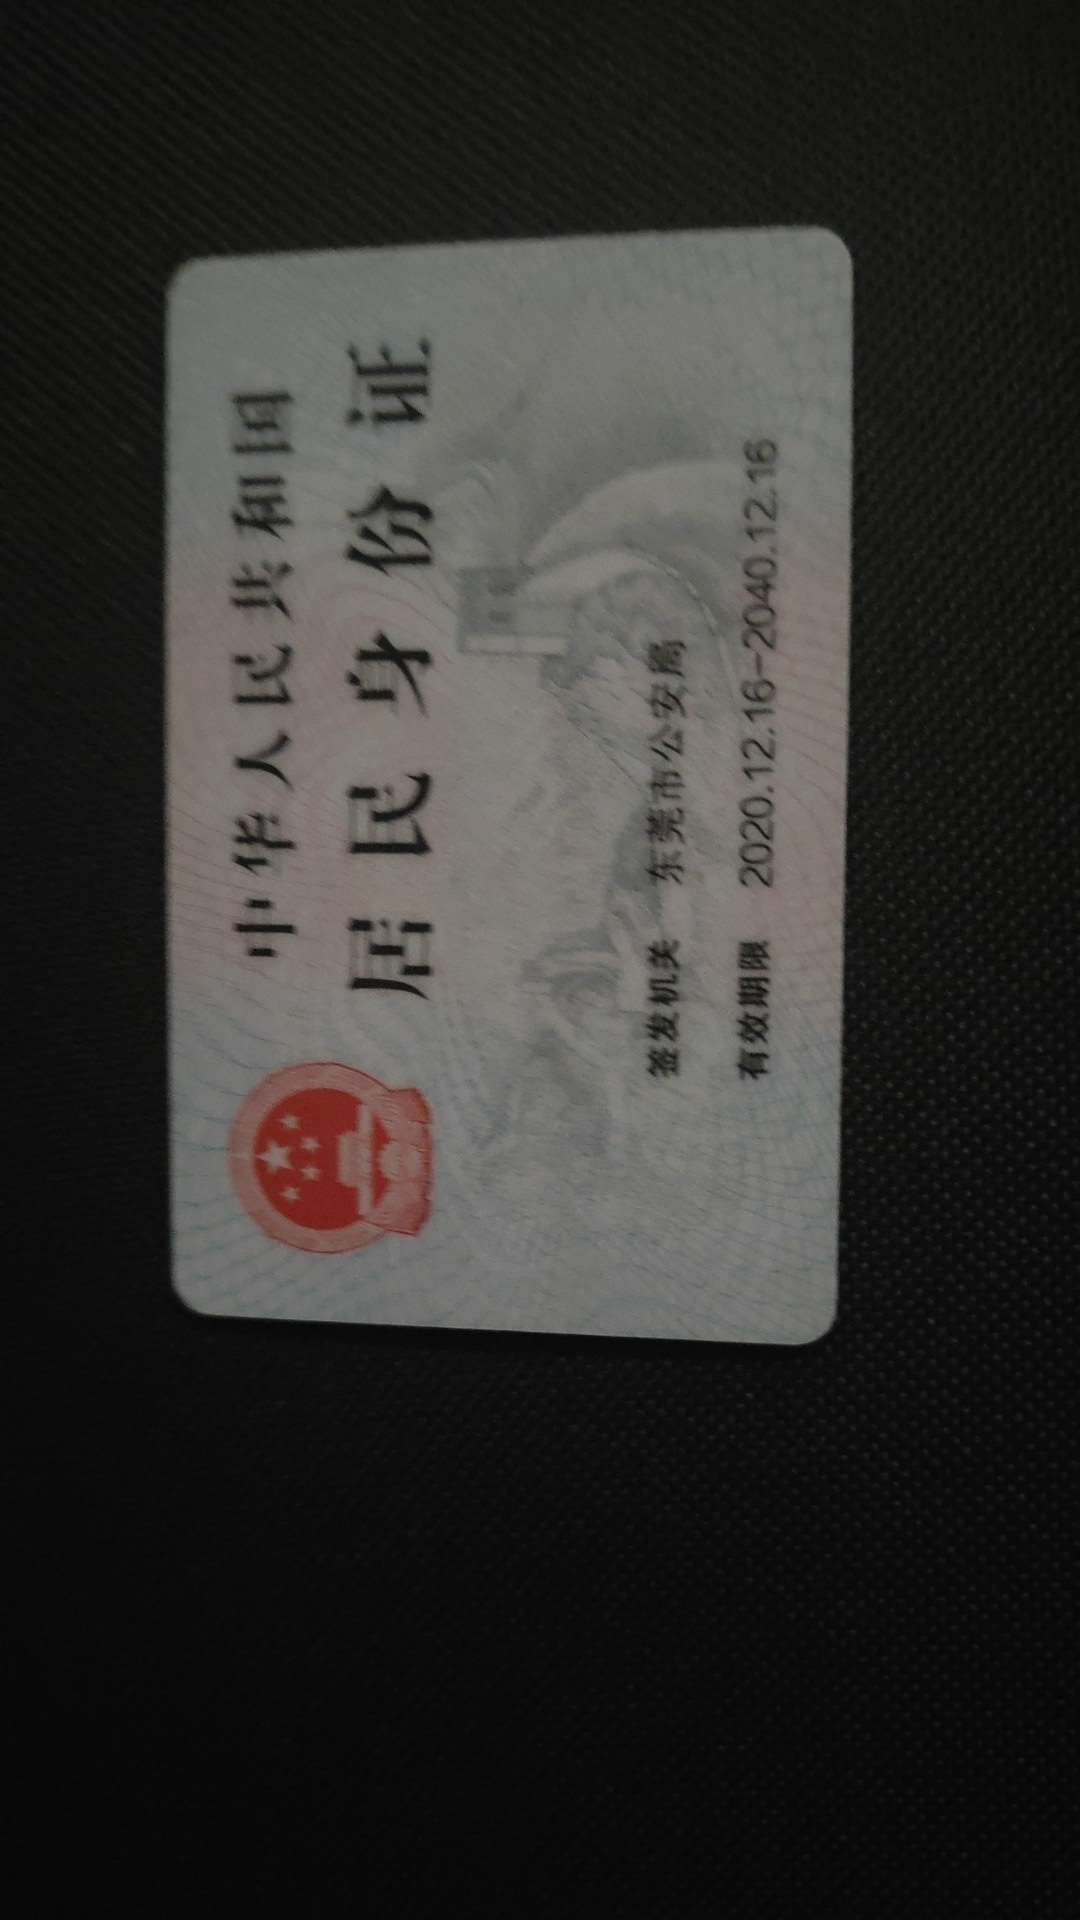 中华人民共和国
居民身份证
签发机关 东莞市公安局
有效期限 2020.12.16-2040.12.16